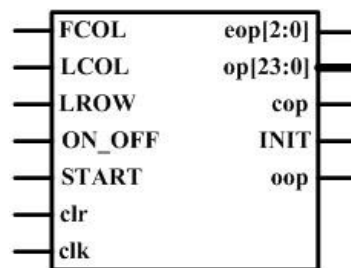 FCOL eop[2:0]
LCOL op[23:0]
LROW cop
ON_OFF INIT
START oop
clr
clk